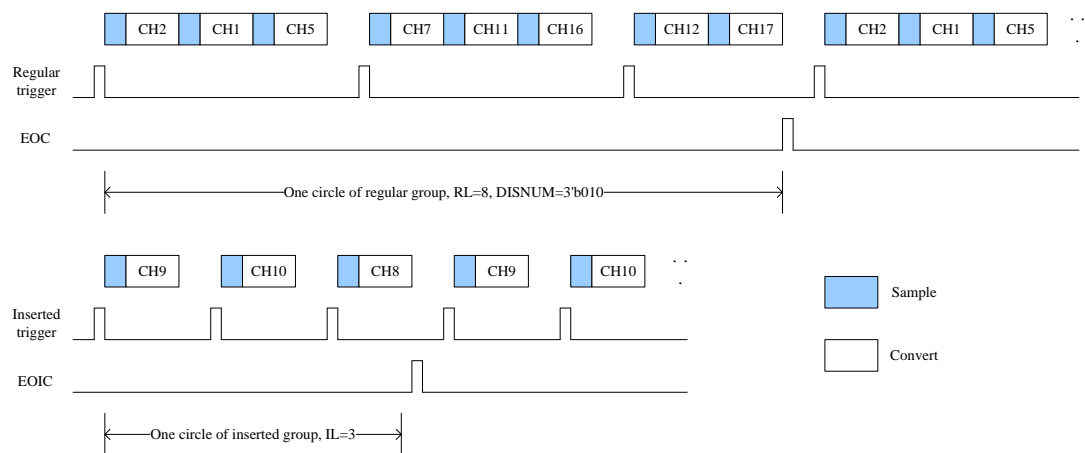 CH2 CH1 CH5 CH7 CH11 CH16 CH12 CH17 CH2 CH1 CH5 . . .
Regular
trigger
EOC
One circle of regular group, RL=8, DISNUM=3'b010
CH9 CH10 CH8 CH9 CH10 . . .
Inserted
trigger
EOIC
One circle of inserted group, IL=3
Sample
Convert